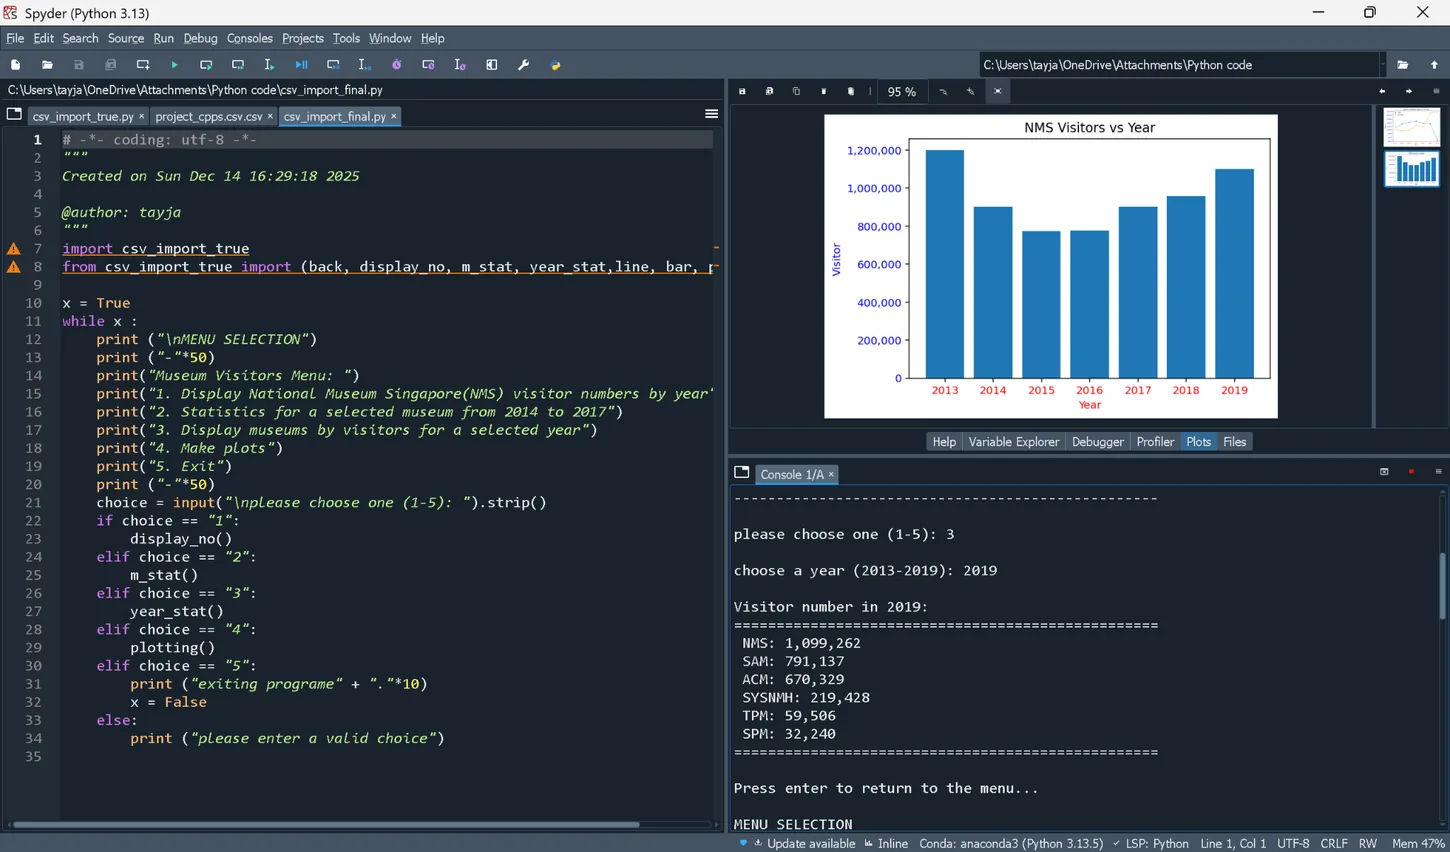 Spyder (Python 3.13)
File Edit Search Source Run Debug Consoles Projects Tools Window Help
C:\Users\tayja\OneDrive\Attachments\Python code
C:\Users\tayja\OneDrive\Attachments\Python code\csv_import_final.py
csv_import_true.py × project_cpps.csv.csv × csv_import_final.py ×
1 # -*- coding: utf-8 -*-
2 """
3 Created on Sun Dec 14 16:29:18 2025
4
5 @author: tayja
6 """
7 import csv_import_true
8 from csv_import_true import (back, display_no, m_stat, year_stat,line, bar,
9
10 x = True
11 while x :
12 print ("\nMENU SELECTION")
13 print ("-"*50)
14 print("Museum Visitors Menu: ")
15 print("1. Display National Museum Singapore(NMS) visitor numbers by year"
16 print("2. Statistics for a selected museum from 2014 to 2017")
17 print("3. Display museums by visitors for a selected year")
18 print("4. Make plots")
19 print("5. Exit")
20 print ("-"*50)
21 choice = input("\nplease choose one (1-5): ").strip()
22 if choice == "1":
23 display_no()
24 elif choice == "2":
25 m_stat()
26 elif choice == "3":
27 year_stat()
28 elif choice == "4":
29 plotting()
30 elif choice == "5":
31 print ("exiting programe" + "."*10)
32 x = False
33 else:
34 print ("please enter a valid choice")
35
95 %
NMS Visitors vs Year
1,200,000
1,000,000
800,000
600,000
400,000
200,000
0
Visitor
2013 2014 2015 2016 2017 2018 2019
Year
Help Variable Explorer Debugger Profiler Plots Files
Console 1/A ×
--------------------------------------------------
please choose one (1-5): 3
choose a year (2013-2019): 2019
Visitor number in 2019:
==================================================
NMS: 1,099,262
SAM: 791,137
ACM: 670,329
SYSNMH: 219,428
TPM: 59,506
SPM: 32,240
==================================================
Press enter to return to the menu...
MENU SELECTION
Update available Inline Conda: anaconda3 (Python 3.13.5) ✓ LSP: Python Line 1, Col 1 UTF-8 CRLF RW Mem 47%